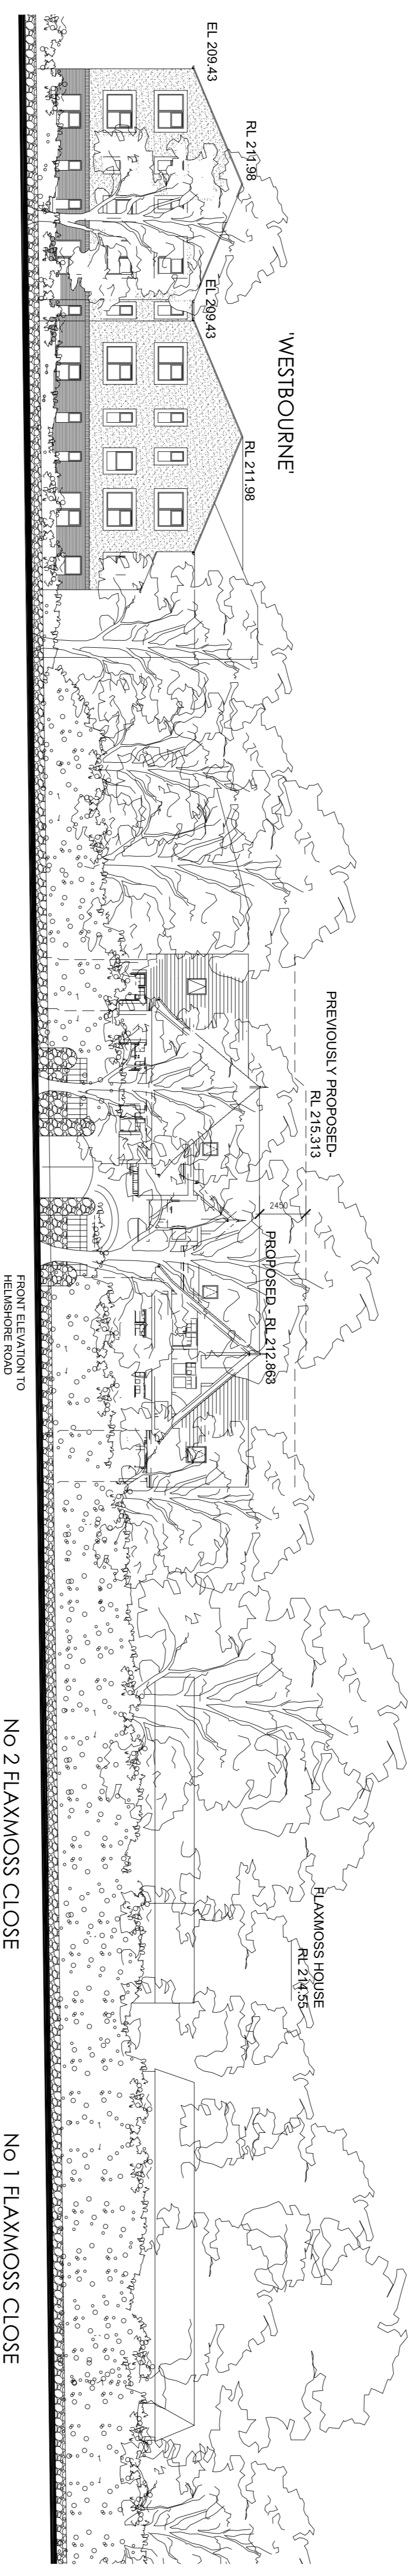 EL 209.43
RL 211.98
EL 209.43
'WESTBOURNE'
RL 211.98
PREVIOUSLY PROPOSED-
RL 215.313
2450
PROPOSED - RL 212.863
FRONT ELEVATION TO
HELMSHORE ROAD
FLAXMOSS HOUSE
RL 214.55
No 2 FLAXMOSS CLOSE
No 1 FLAXMOSS CLOSE